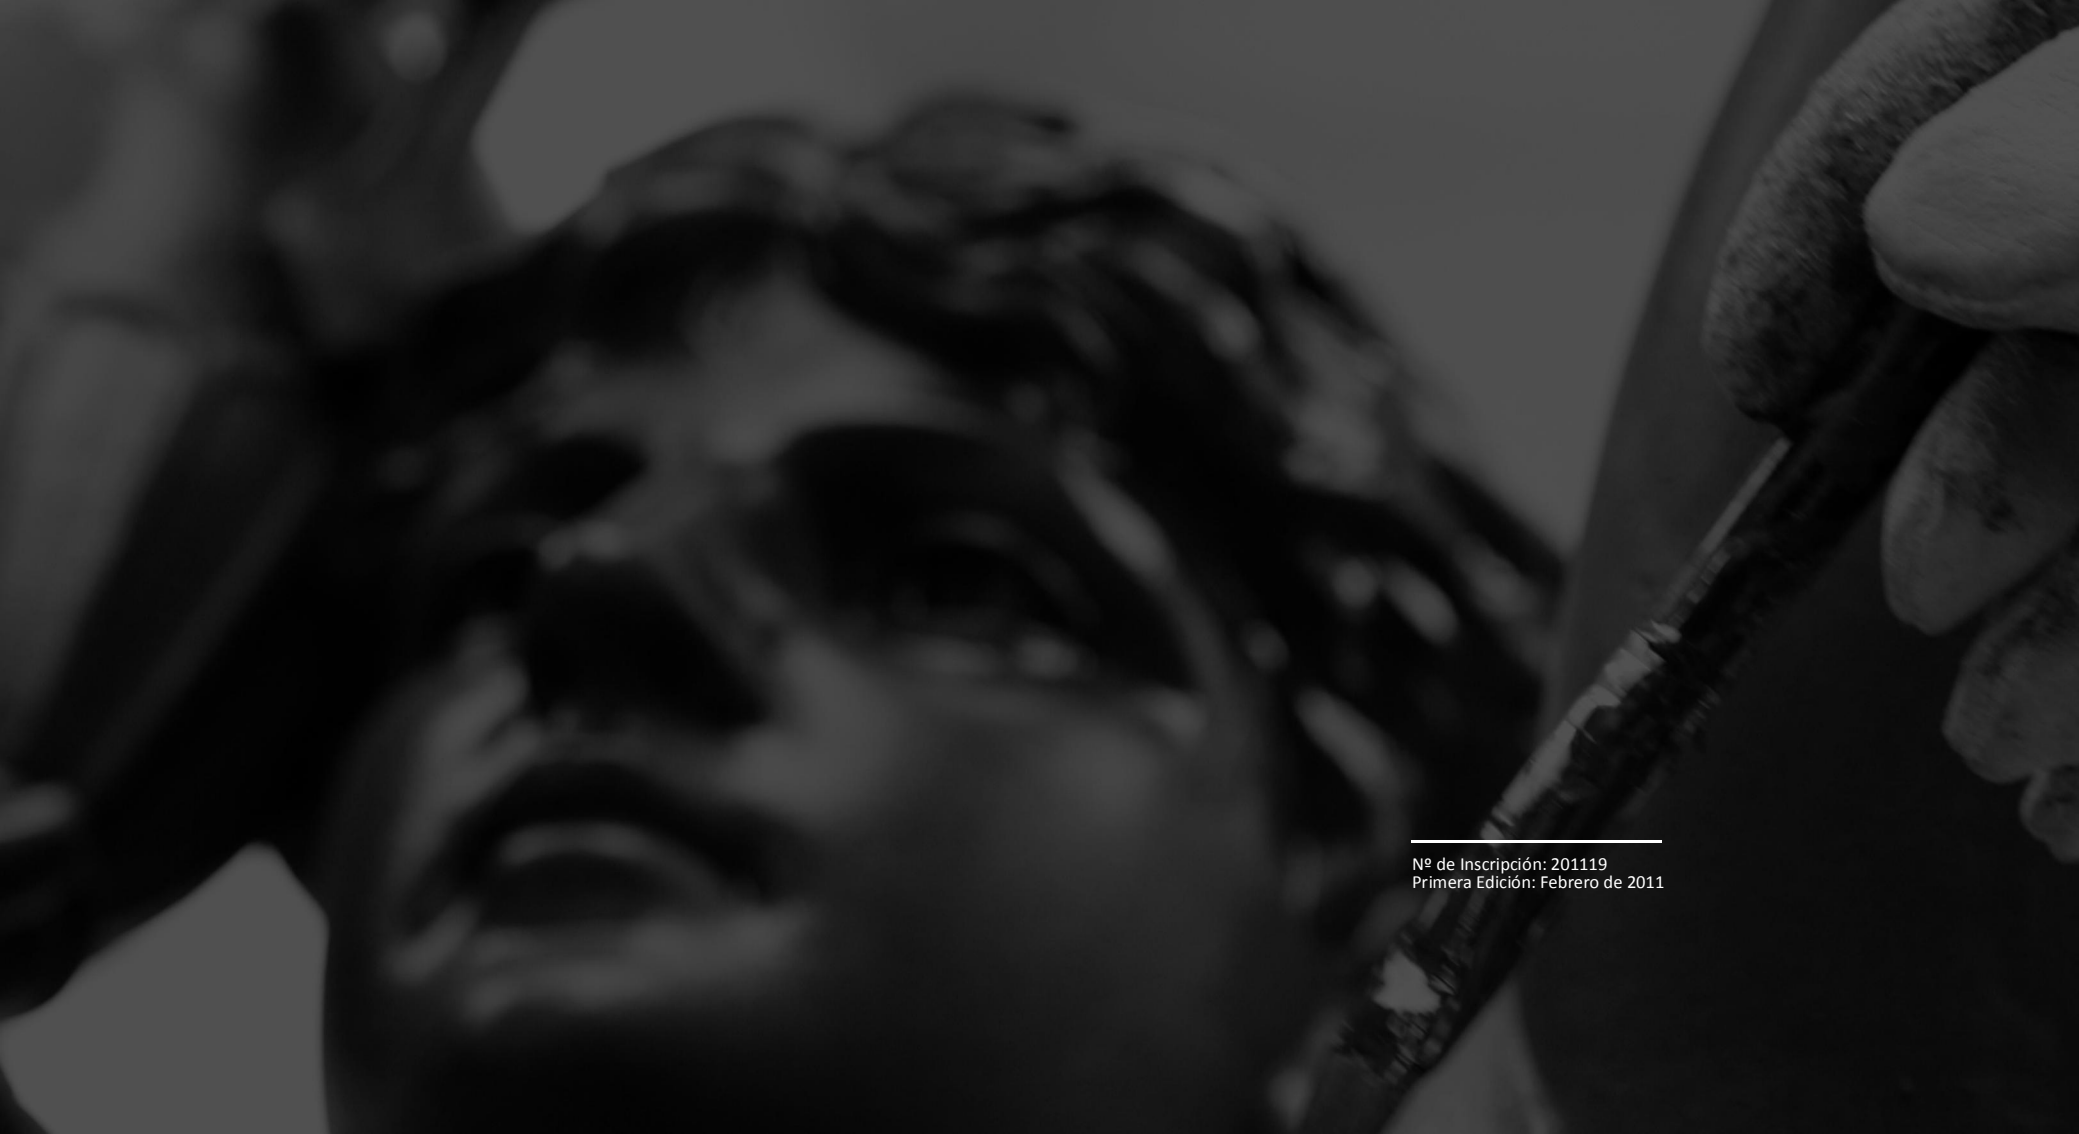 Nº de Inscripción: 201119
Primera Edición: Febrero de 2011